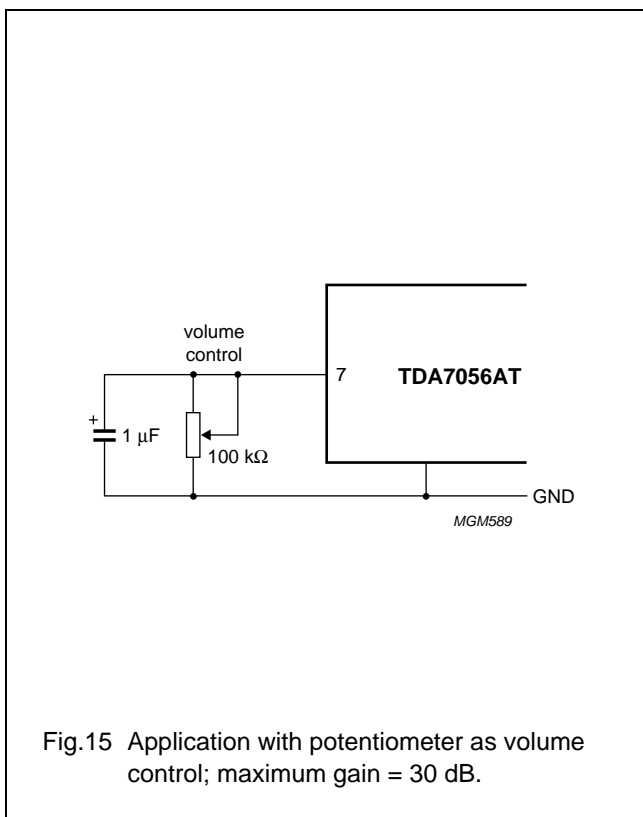 volume
control
7
TDA7056AT
+
1 μF
100 kΩ
GND
MGM589
Fig.15 Application with potentiometer as volume
control; maximum gain = 30 dB.